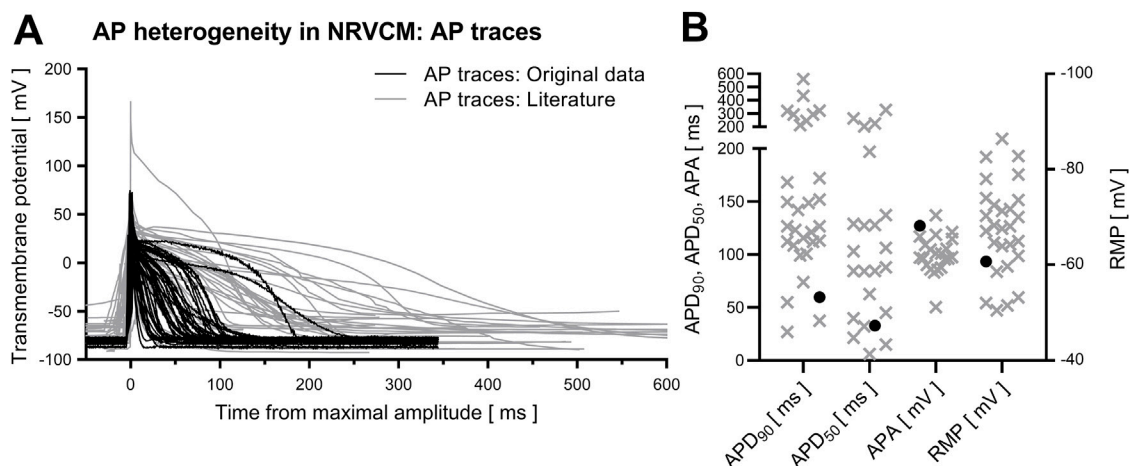 A
AP heterogeneity in NRVCM: AP traces
Transmembrane potential [ mV ]
200
150
100
50
0
-50
-100
AP traces: Original data
AP traces: Literature
0 100 200 300 400 500 600
Time from maximal amplitude [ ms ]
B
APD90, APD50, APA [ ms ]
600
500
400
300
200
200
150
100
50
0
-100
-80
-60
-40
RMP [ mV ]
APD90 [ ms ]
APD50 [ ms ]
APA [ mV ]
RMP [ mV ]